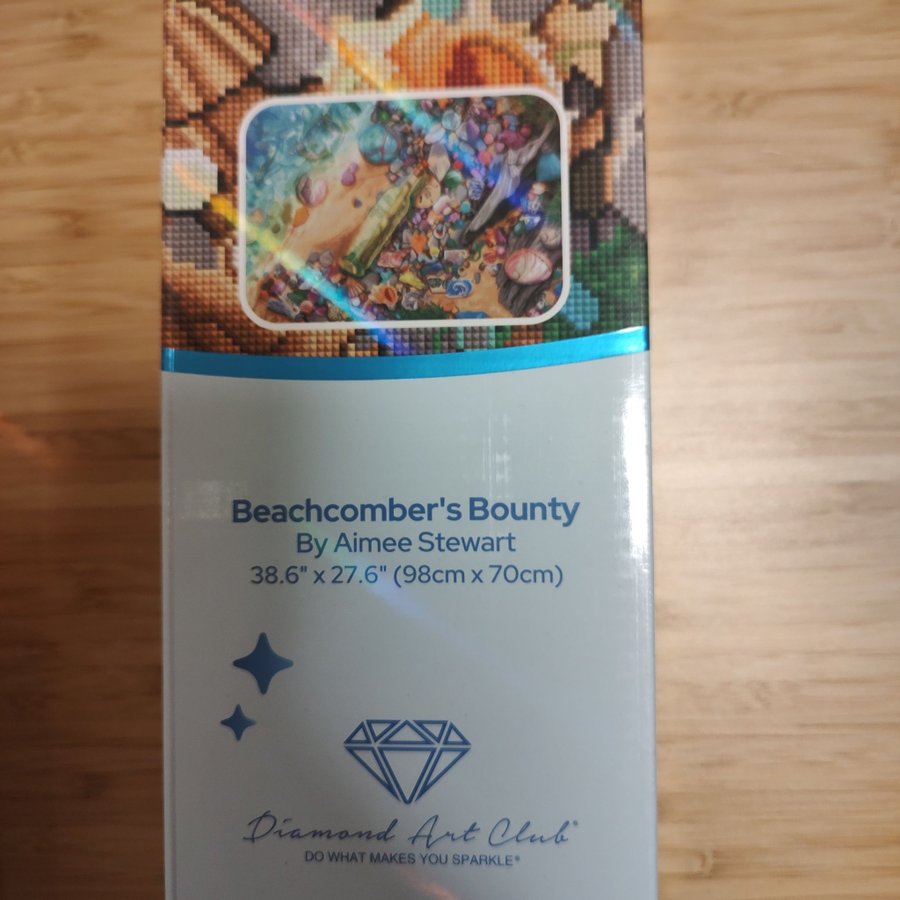 Beachcomber's Bounty
By Aimee Stewart
38.6" x 27.6" (98cm x 70cm)
Diamond Art Club®
DO WHAT MAKES YOU SPARKLE®